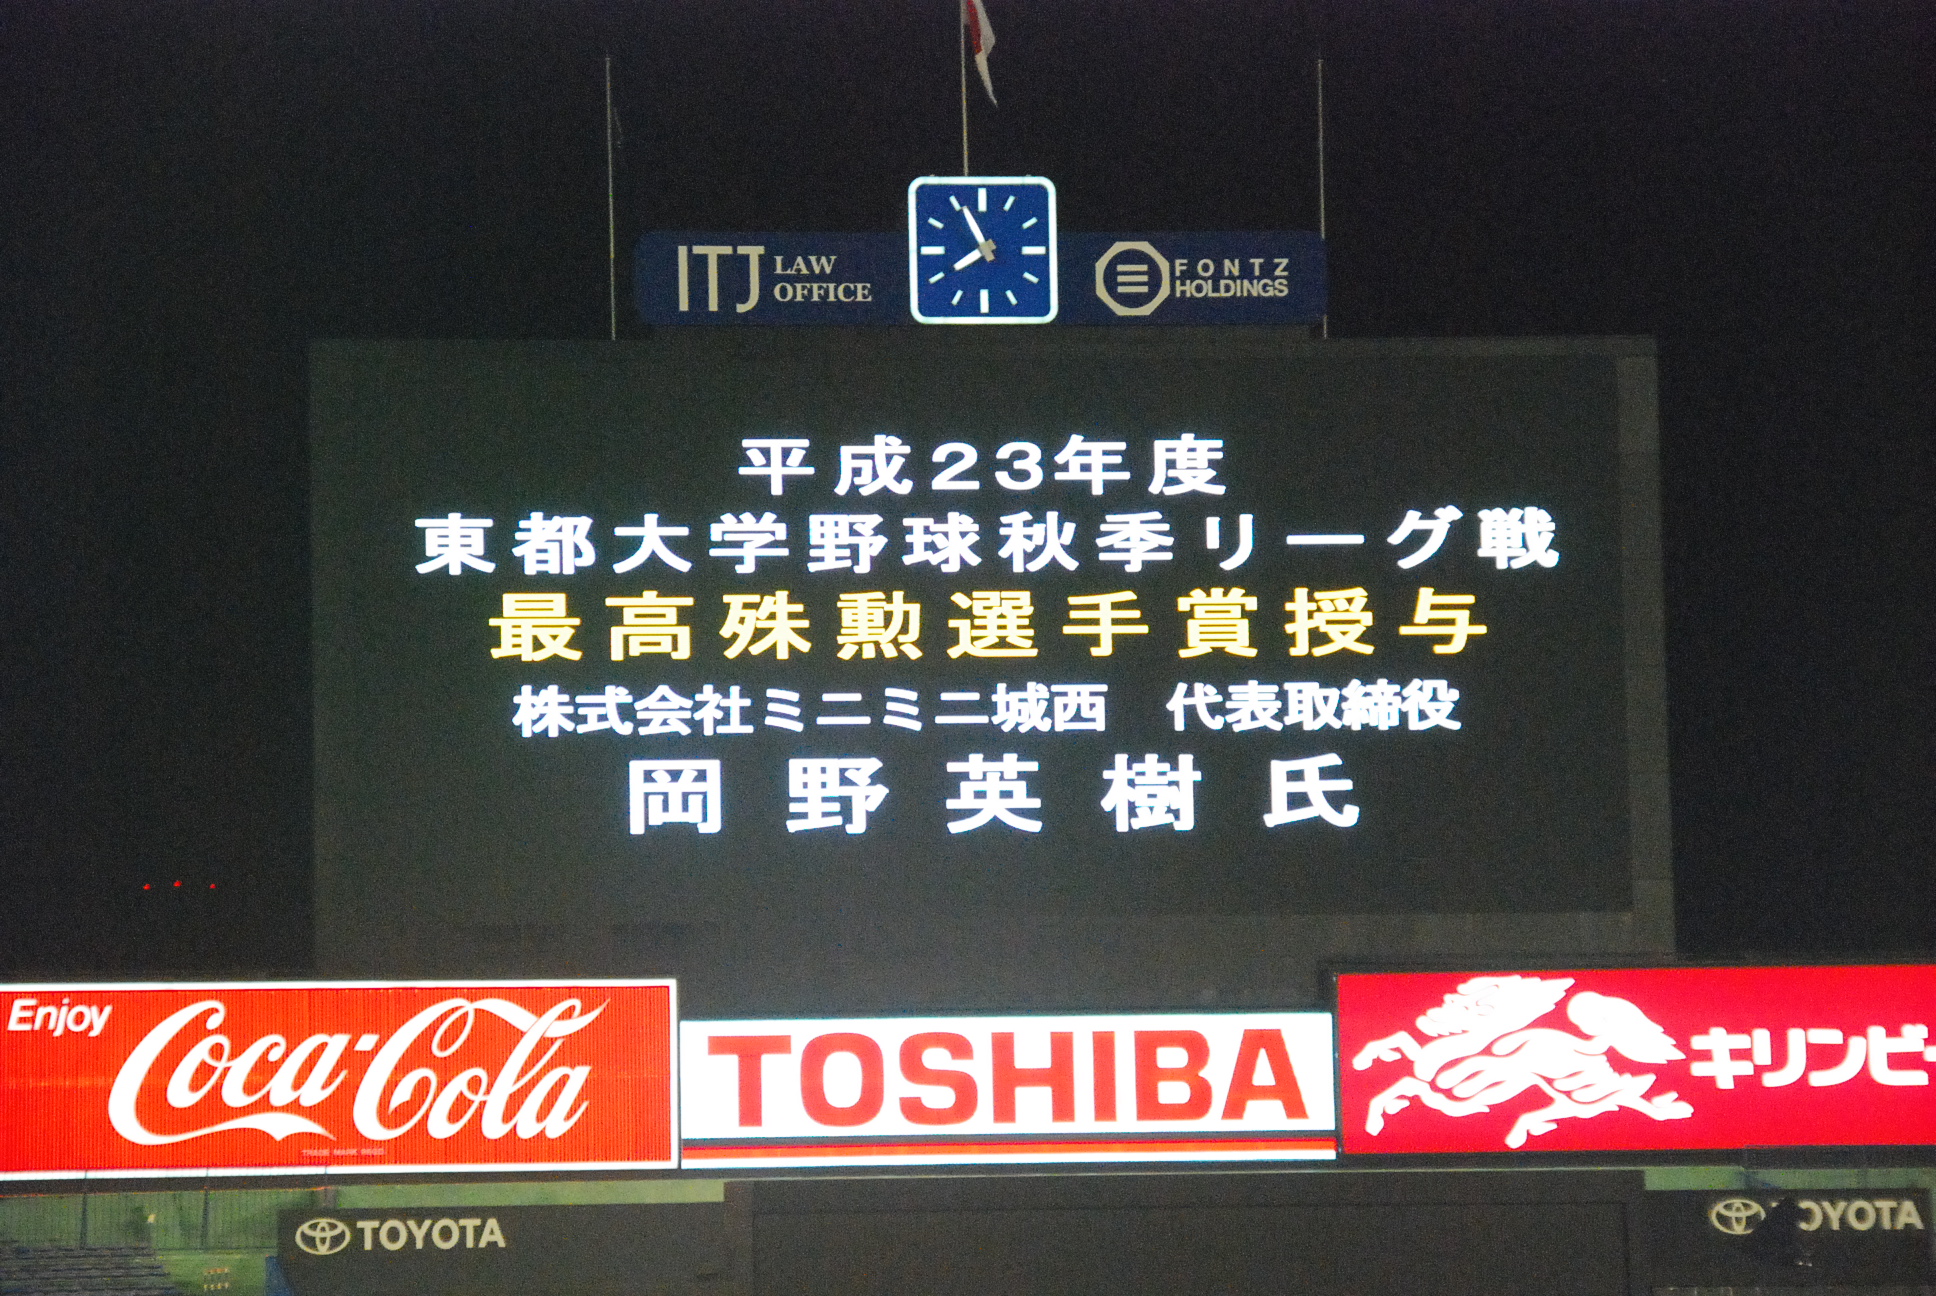 ITJ LAW OFFICE
FONTZ HOLDINGS
平成23年度
東都大学野球秋季リーグ戦
最高殊勲選手賞授与
株式会社ミニミニ城西　代表取締役
岡野英樹氏
Enjoy
Coca-Cola
TRADE MARK REGD.
TOSHIBA
キリンビー
TOYOTA
TOYOTA